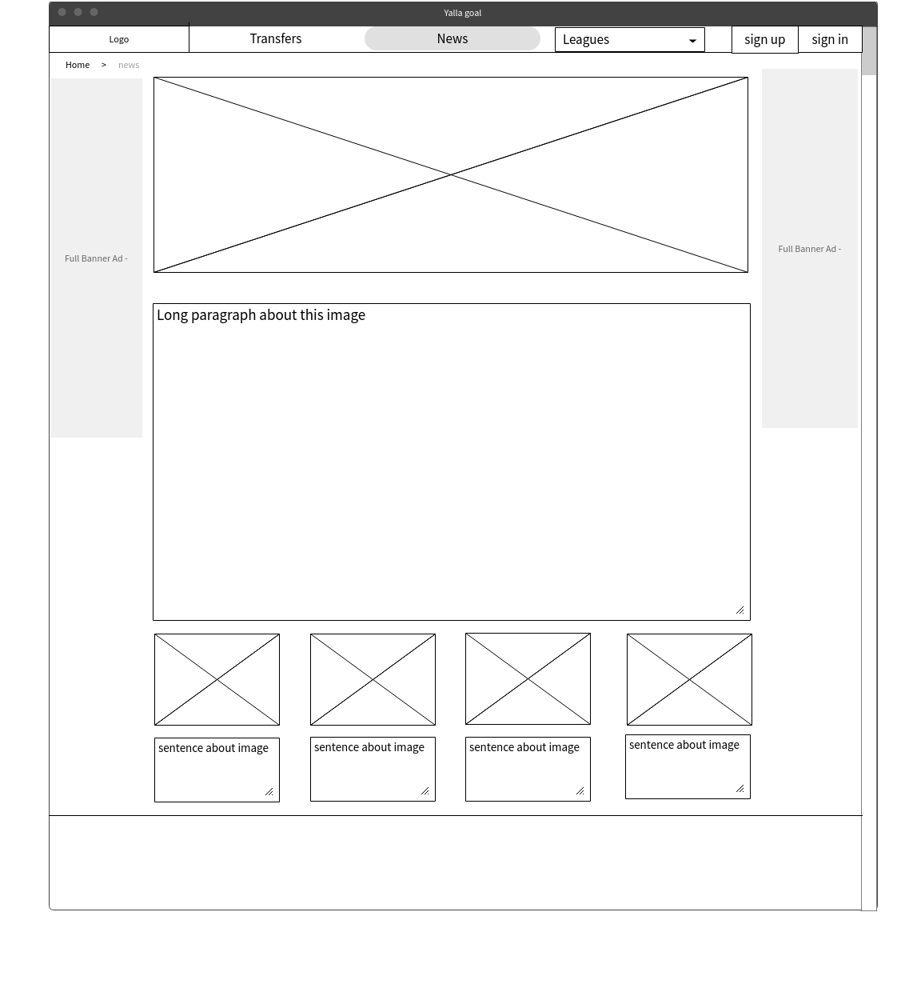 Yalla goal
Logo
Transfers
News
Leagues
sign up
sign in
Home > news
Full Banner Ad -
Full Banner Ad -
Long paragraph about this image
sentence about image
sentence about image
sentence about image
sentence about image